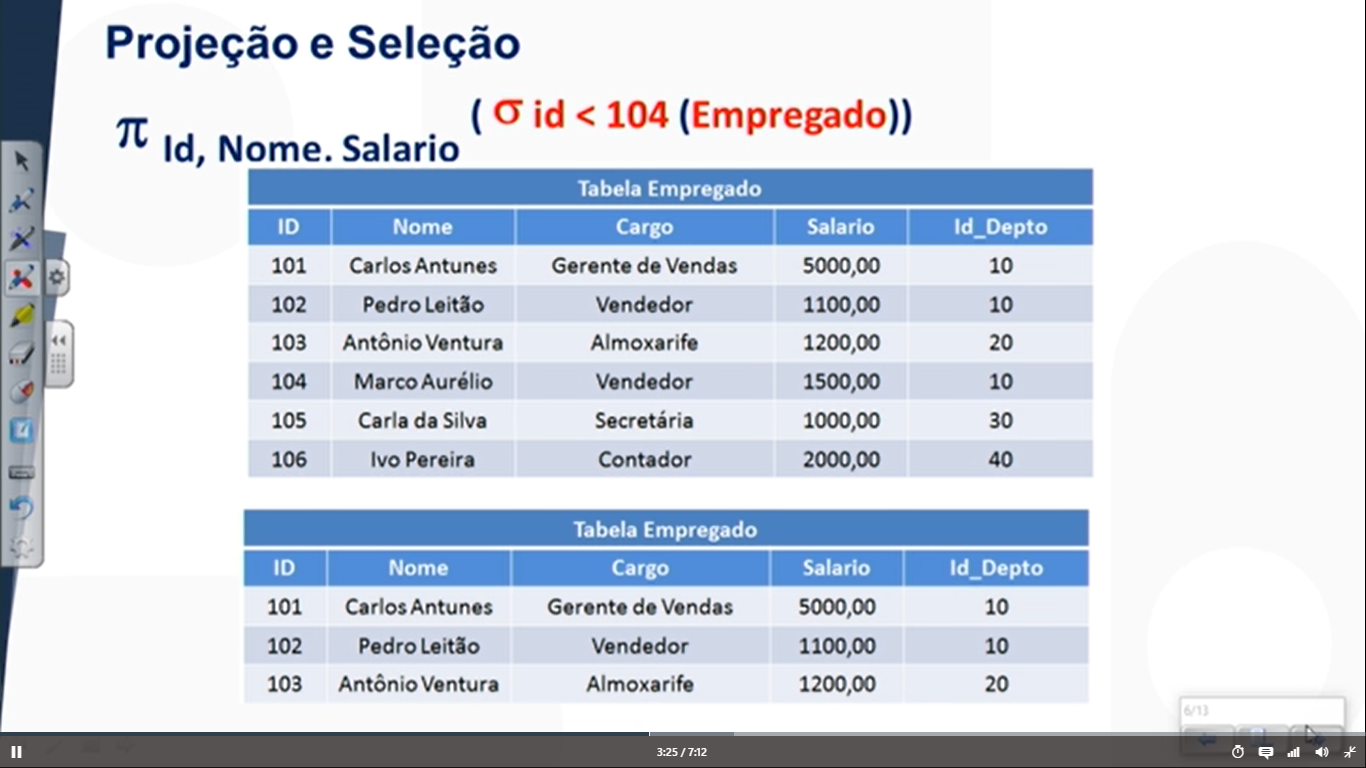 Projeção e Seleção
π Id, Nome. Salario ( σ id < 104 (Empregado))
Tabela Empregado
ID Nome Cargo Salario Id_Depto
101 Carlos Antunes Gerente de Vendas 5000,00 10
102 Pedro Leitão Vendedor 1100,00 10
103 Antônio Ventura Almoxarife 1200,00 20
104 Marco Aurélio Vendedor 1500,00 10
105 Carla da Silva Secretária 1000,00 30
106 Ivo Pereira Contador 2000,00 40
Tabela Empregado
ID Nome Cargo Salario Id_Depto
101 Carlos Antunes Gerente de Vendas 5000,00 10
102 Pedro Leitão Vendedor 1100,00 10
103 Antônio Ventura Almoxarife 1200,00 20
6/13
3:25 / 7:12